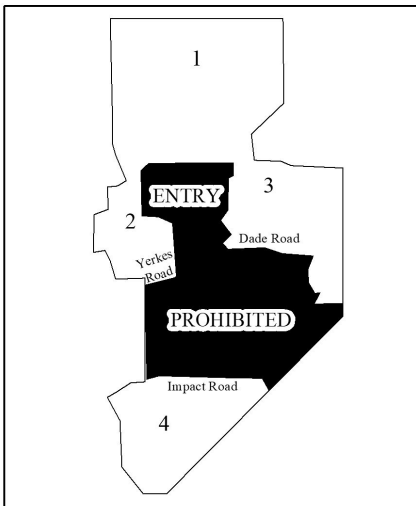 1
ENTRY
3
2
Dade Road
Yerkes
Road
PROHIBITED
Impact Road
4